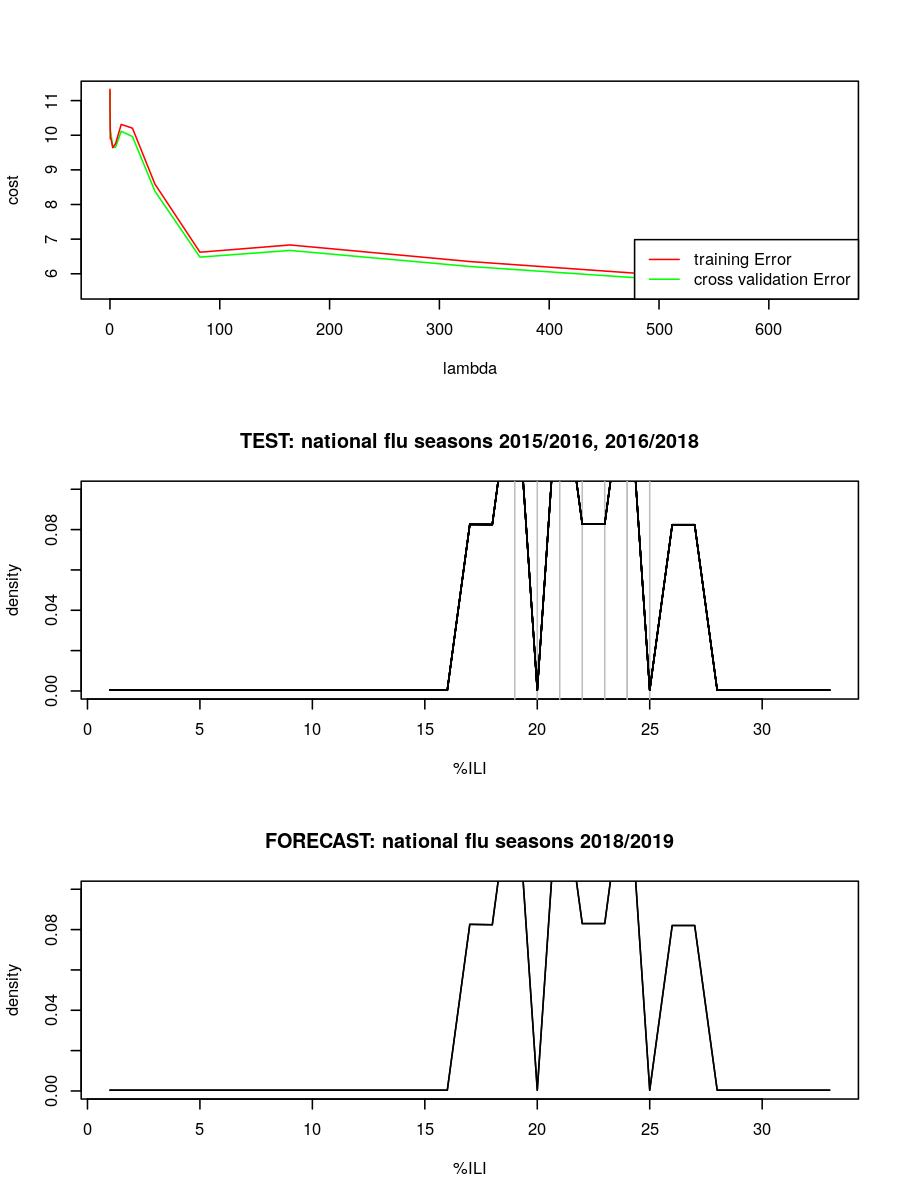 cost
6 7 8 9 10 11
training Error
cross validation Error
0 100 200 300 400 500 600
lambda
TEST: national flu seasons 2015/2016, 2016/2018
density
0.00 0.04 0.08
0 5 10 15 20 25 30
%ILI
FORECAST: national flu seasons 2018/2019
density
0.00 0.04 0.08
0 5 10 15 20 25 30
%ILI